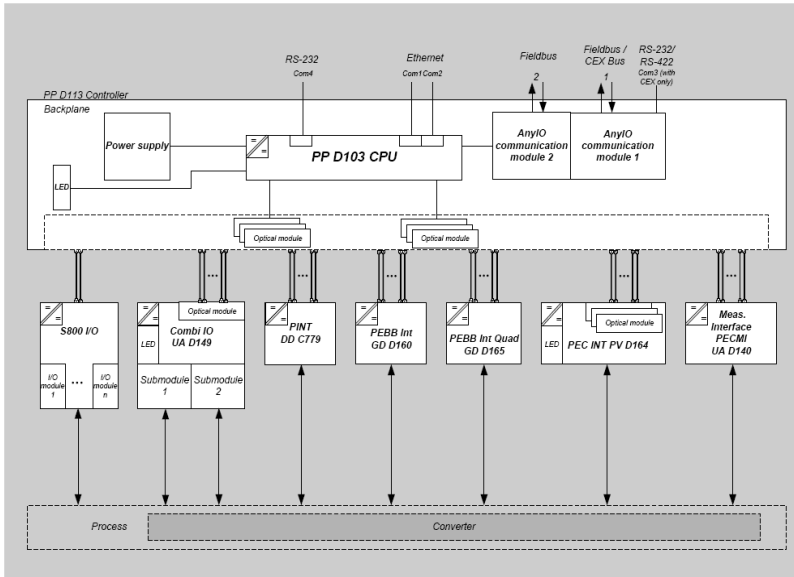 RS-232
Com4
Ethernet
Com1 Com2
Fieldbus
2
Fieldbus /
CEX Bus
1
RS-232/
RS-422
Com3 (with
CEX only)
PP D113 Controller
Backplane
Power supply
=
=
PP D103 CPU
AnyIO
communication
module 2
AnyIO
communication
module 1
LED
Optical module
Optical module
...
...
...
...
...
...
=
=
S800 I/O
I/O
module
1
...
I/O
module
n
=
=
Optical module
Combi IO
UA D149
LED
Submodule
1
Submodule
2
=
=
PINT
DD C779
=
=
PEBB Int
GD D160
=
=
PEBB Int Quad
GD D165
=
=
Optical module
LED
PEC INT PV D164
=
=
Meas.
Interface
PECMI
UA D140
Process
Converter